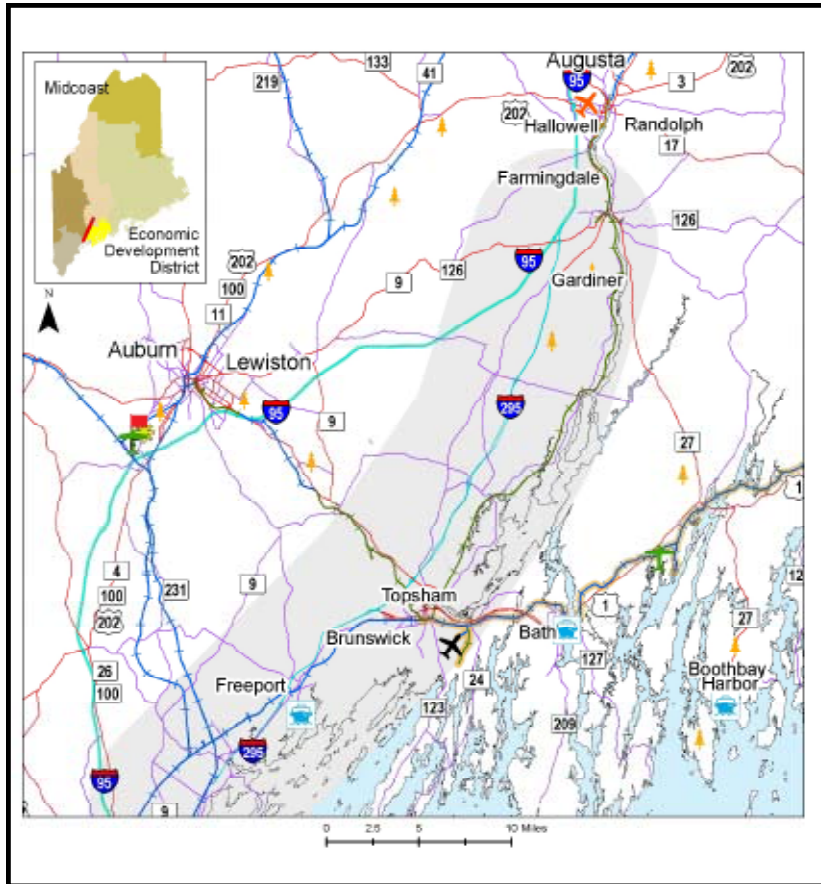 Midcoast
Economic
Development
District
N
Augusta
133
41
219
95
3
202
202
Hallowell
Randolph
17
Farmingdale
126
202
100
126
95
9
Gardiner
11
Auburn
Lewiston
95
295
9
27
1
4
100
202
231
9
Topsham
1
Brunswick
Bath
27
26
100
Freeport
24
127
Boothbay
Harbor
123
209
295
95
9
0 2.5 5 10 Miles